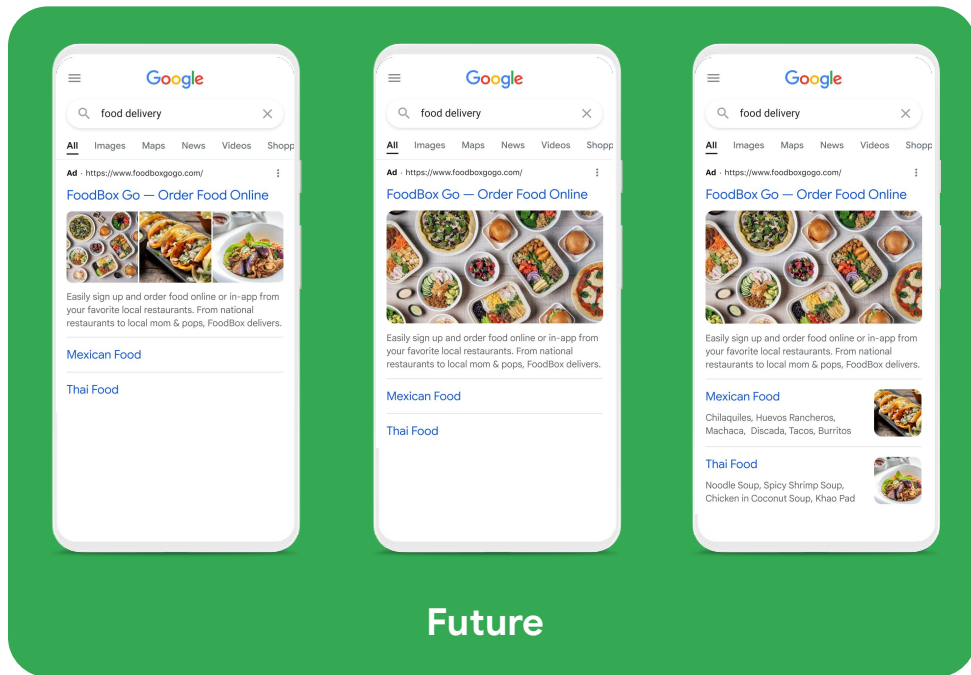 Google
food delivery
All Images Maps News Videos Shopp
Ad · https://www.foodboxgogo.com/
FoodBox Go — Order Food Online
Easily sign up and order food online or in-app from
your favorite local restaurants. From national
restaurants to local mom & pops, FoodBox delivers.
Mexican Food
Thai Food
Google
food delivery
All Images Maps News Videos Shopp
Ad · https://www.foodboxgogo.com/
FoodBox Go — Order Food Online
Easily sign up and order food online or in-app from
your favorite local restaurants. From national
restaurants to local mom & pops, FoodBox delivers.
Mexican Food
Thai Food
Google
food delivery
All Images Maps News Videos Shopp
Ad · https://www.foodboxgogo.com/
FoodBox Go — Order Food Online
Easily sign up and order food online or in-app from
your favorite local restaurants. From national
restaurants to local mom & pops, FoodBox delivers.
Mexican Food
Chilaquiles, Huevos Rancheros,
Machaca, Discada, Tacos, Burritos
Thai Food
Noodle Soup, Spicy Shrimp Soup,
Chicken in Coconut Soup, Khao Pad
Future